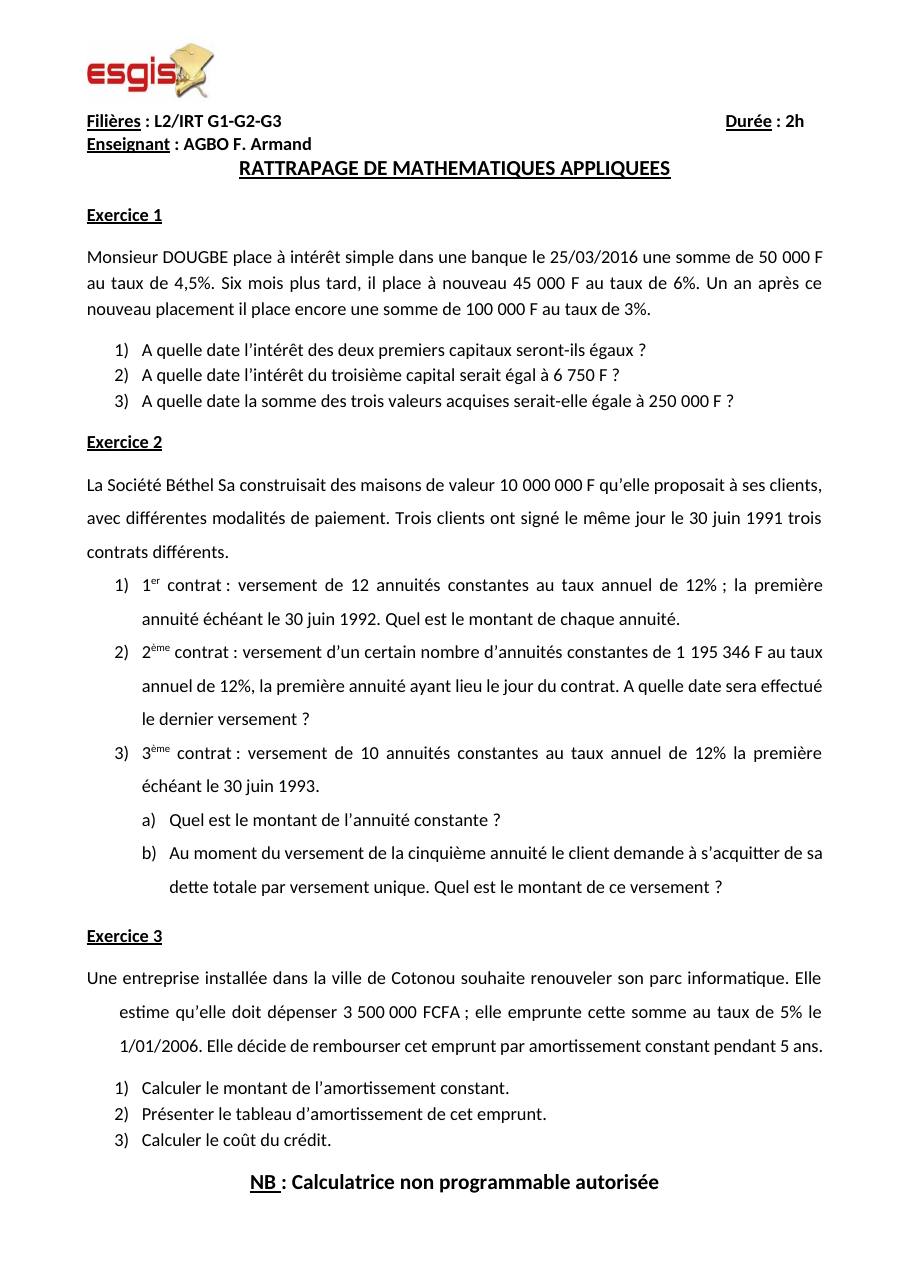 esgis
Filières : L2/IRT G1-G2-G3 Durée : 2h
Enseignant : AGBO F. Armand
RATTRAPAGE DE MATHEMATIQUES APPLIQUEES
Exercice 1
Monsieur DOUGBE place à intérêt simple dans une banque le 25/03/2016 une somme de 50 000 F
au taux de 4,5%. Six mois plus tard, il place à nouveau 45 000 F au taux de 6%. Un an après ce
nouveau placement il place encore une somme de 100 000 F au taux de 3%.
1) A quelle date l’intérêt des deux premiers capitaux seront-ils égaux ?
2) A quelle date l’intérêt du troisième capital serait égal à 6 750 F ?
3) A quelle date la somme des trois valeurs acquises serait-elle égale à 250 000 F ?
Exercice 2
La Société Béthel Sa construisait des maisons de valeur 10 000 000 F qu’elle proposait à ses clients,
avec différentes modalités de paiement. Trois clients ont signé le même jour le 30 juin 1991 trois
contrats différents.
1) 1er contrat : versement de 12 annuités constantes au taux annuel de 12% ; la première
annuité échéant le 30 juin 1992. Quel est le montant de chaque annuité.
2) 2ème contrat : versement d’un certain nombre d’annuités constantes de 1 195 346 F au taux
annuel de 12%, la première annuité ayant lieu le jour du contrat. A quelle date sera effectué
le dernier versement ?
3) 3ème contrat : versement de 10 annuités constantes au taux annuel de 12% la première
échéant le 30 juin 1993.
a) Quel est le montant de l’annuité constante ?
b) Au moment du versement de la cinquième annuité le client demande à s’acquitter de sa
dette totale par versement unique. Quel est le montant de ce versement ?
Exercice 3
Une entreprise installée dans la ville de Cotonou souhaite renouveler son parc informatique. Elle
estime qu’elle doit dépenser 3 500 000 FCFA ; elle emprunte cette somme au taux de 5% le
1/01/2006. Elle décide de rembourser cet emprunt par amortissement constant pendant 5 ans.
1) Calculer le montant de l’amortissement constant.
2) Présenter le tableau d’amortissement de cet emprunt.
3) Calculer le coût du crédit.
NB : Calculatrice non programmable autorisée